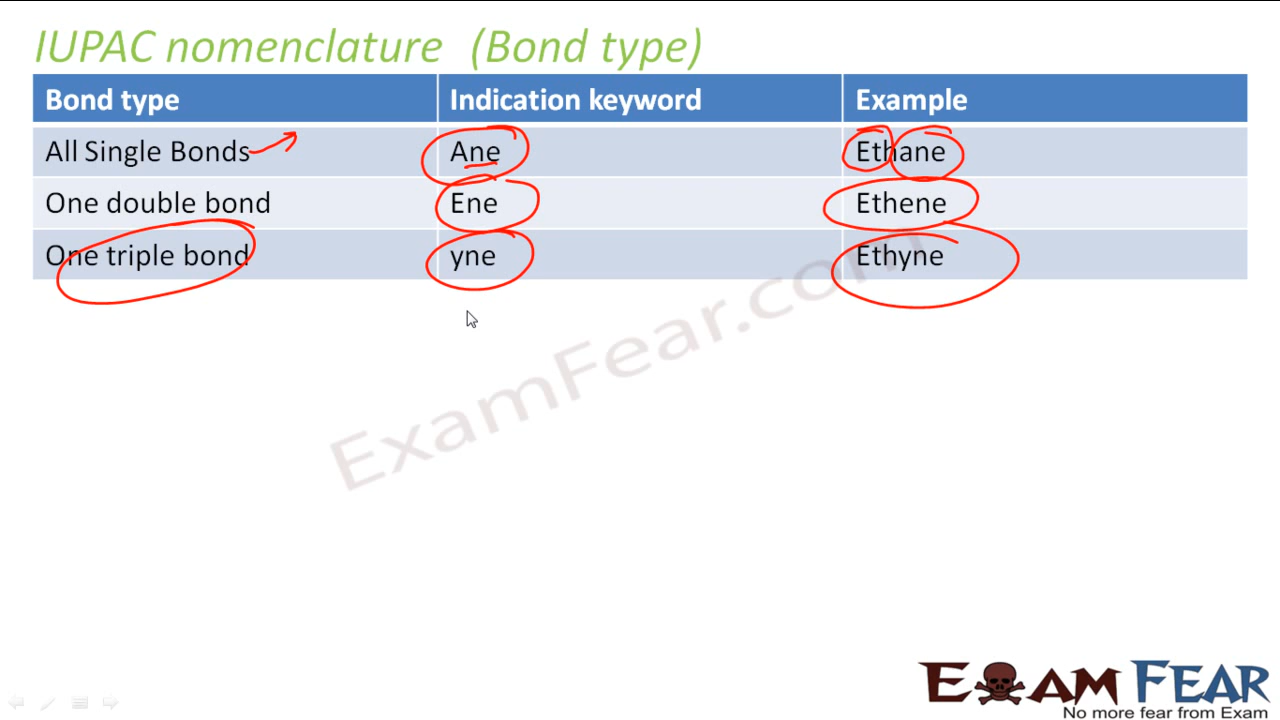 IUPAC nomenclature (Bond type)
Bond type Indication keyword Example
All Single Bonds Ane Ethane
One double bond Ene Ethene
One triple bond yne Ethyne
ExamFear.com
EXAM FEAR
No more fear from Exam